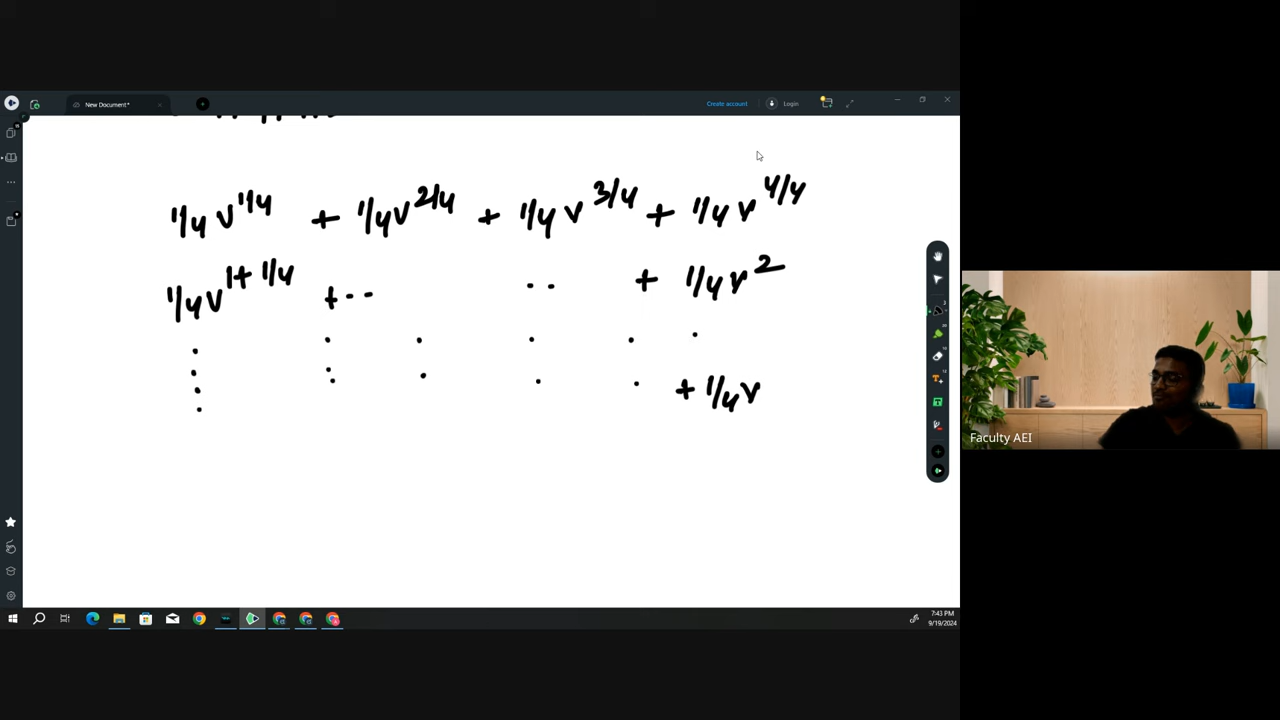 New Document*
Create account
Login
1/4 v^1/4 + 1/4 v^2/4 + 1/4 v^3/4 + 1/4 v^4/4
1/4 v^1+1/4 + -- -- + 1/4 v^2
+ 1/4 v
Faculty AEI
7:43 PM
9/19/2024